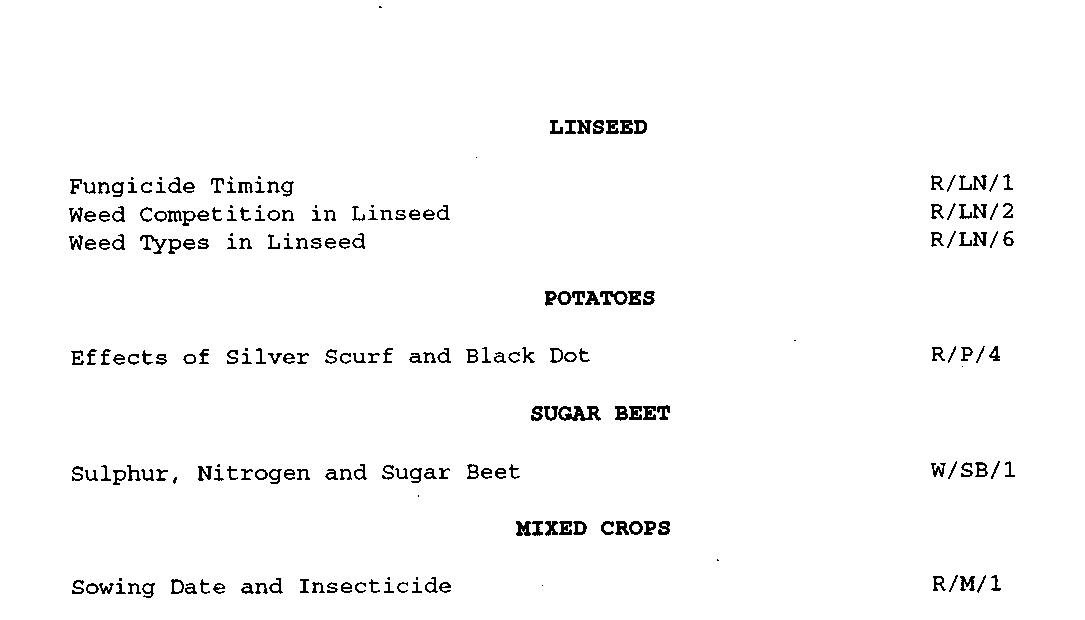 LINSEED
Fungicide Timing R/LN/1
Weed Competition in Linseed R/LN/2
Weed Types in Linseed R/LN/6
POTATOES
Effects of Silver Scurf and Black Dot R/P/4
SUGAR BEET
Sulphur, Nitrogen and Sugar Beet W/SB/1
MIXED CROPS
Sowing Date and Insecticide R/M/1